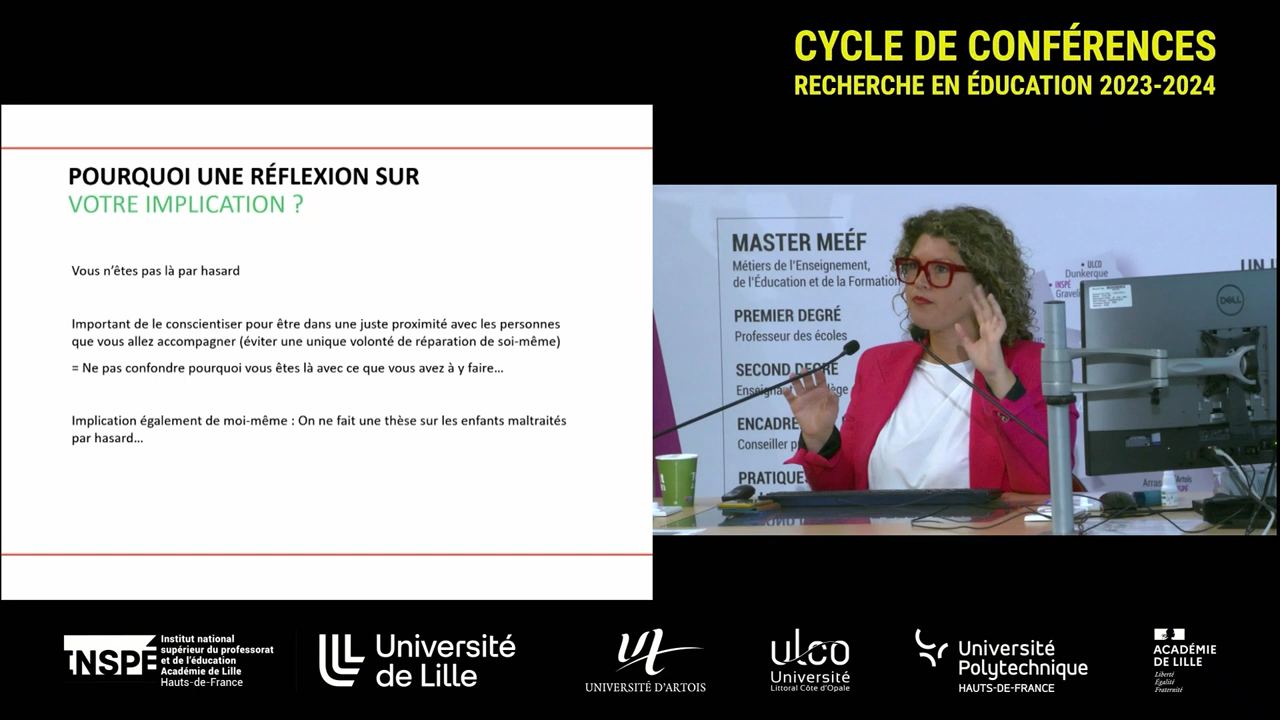 CYCLE DE CONFÉRENCES
RECHERCHE EN ÉDUCATION 2023-2024
POURQUOI UNE RÉFLEXION SUR
VOTRE IMPLICATION ?
Vous n'êtes pas là par hasard
Important de le conscientiser pour être dans une juste proximité avec les personnes
que vous allez accompagner (éviter une unique volonté de réparation de soi-même)
= Ne pas confondre pourquoi vous êtes là avec ce que vous avez à y faire...
Implication également de moi-même : On ne fait une thèse sur les enfants maltraités
par hasard...
MASTER MEÉF
Métiers de l'Enseignement,
de l'Éducation et de la Formation
PREMIER DEGRÉ
Professeur des écoles
SECOND DEGRÉ
ENCADRE
Conseiller
PRATIQUES
• ULCO
Dunkerque
• INSPÉ
DELL
INSPÉ
Institut national
supérieur du professorat
et de l'éducation
Académie de Lille
Hauts-de-France
Université
de Lille
UNIVERSITÉ D'ARTOIS
ulco
Université
Littoral Côte d'Opale
Université
Polytechnique
HAUTS-DE-FRANCE
ACADÉMIE
DE LILLE
Liberté
Égalité
Fraternité